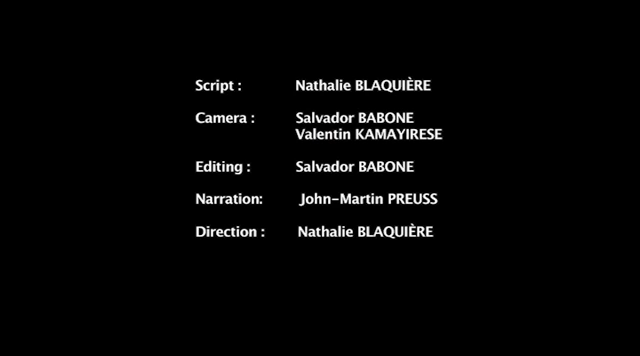 Script : Nathalie BLAQUIÈRE
Camera : Salvador BABONE
Valentin KAMAYIRESE
Editing : Salvador BABONE
Narration: John-Martin PREUSS
Direction : Nathalie BLAQUIÈRE